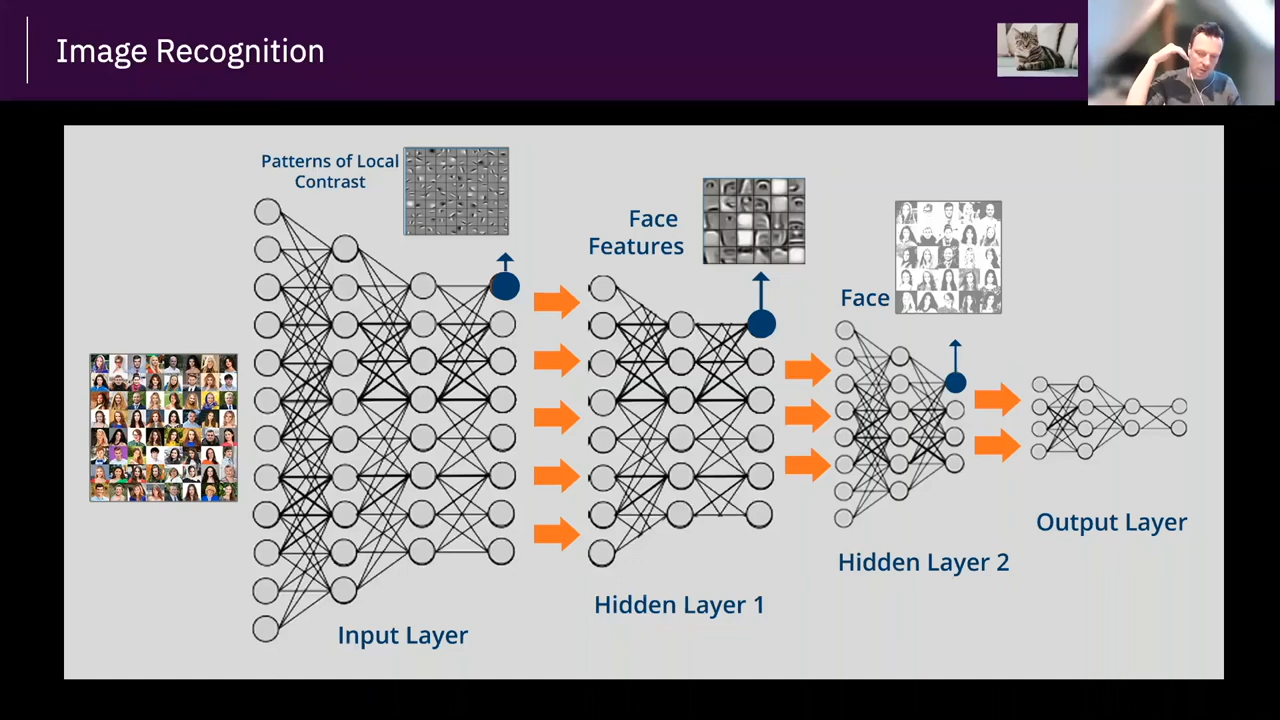 Image Recognition
Patterns of Local
Contrast
Face
Features
Face
Input Layer
Hidden Layer 1
Hidden Layer 2
Output Layer